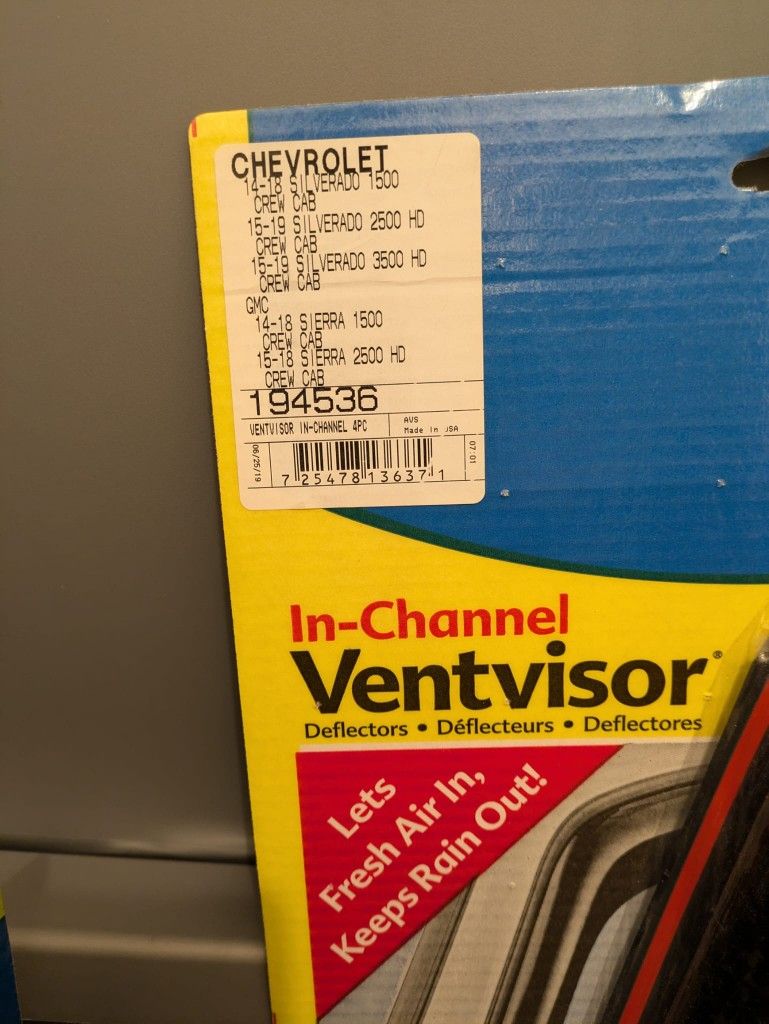 CHEVROLET
14-18 SILVERADO 1500
CREW CAB
15-19 SILVERADO 2500 HD
CREW CAB
15-19 SILVERADO 3500 HD
CREW CAB
GMC
14-18 SIERRA 1500
CREW CAB
15-18 SIERRA 2500 HD
CREW CAB
194536
VENTVISOR IN-CHANNEL 4PC
AVS
Made In USA
06/25/19
07:01
7 25478 13637 1
In-Channel
Ventvisor®
Deflectors • Déflecteurs • Deflectores
Lets
Fresh Air In,
Keeps Rain Out!